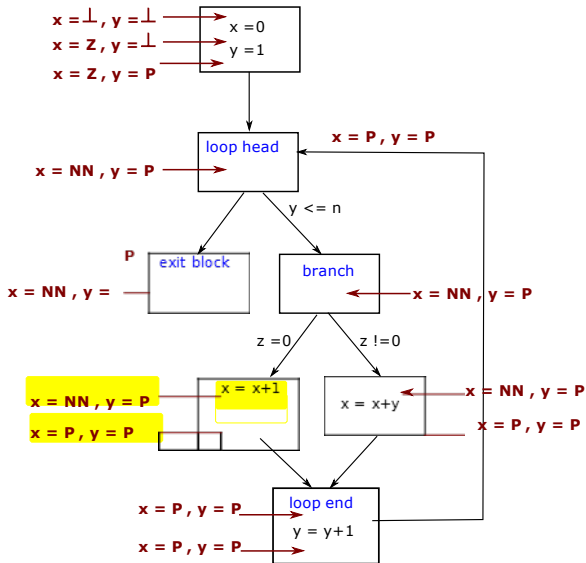 x = ⊥ , y = ⊥
x = 0
x = Z , y = ⊥
y = 1
x = Z , y = P
loop head
x = P , y = P
x = NN , y = P
y <= n
P
exit block
branch
x = NN , y =
x = NN , y = P
z =0
z !=0
x = x+1
x = NN , y = P
x = NN , y = P
x = x+y
x = P , y = P
x = P , y = P
loop end
x = P , y = P
y = y+1
x = P , y = P